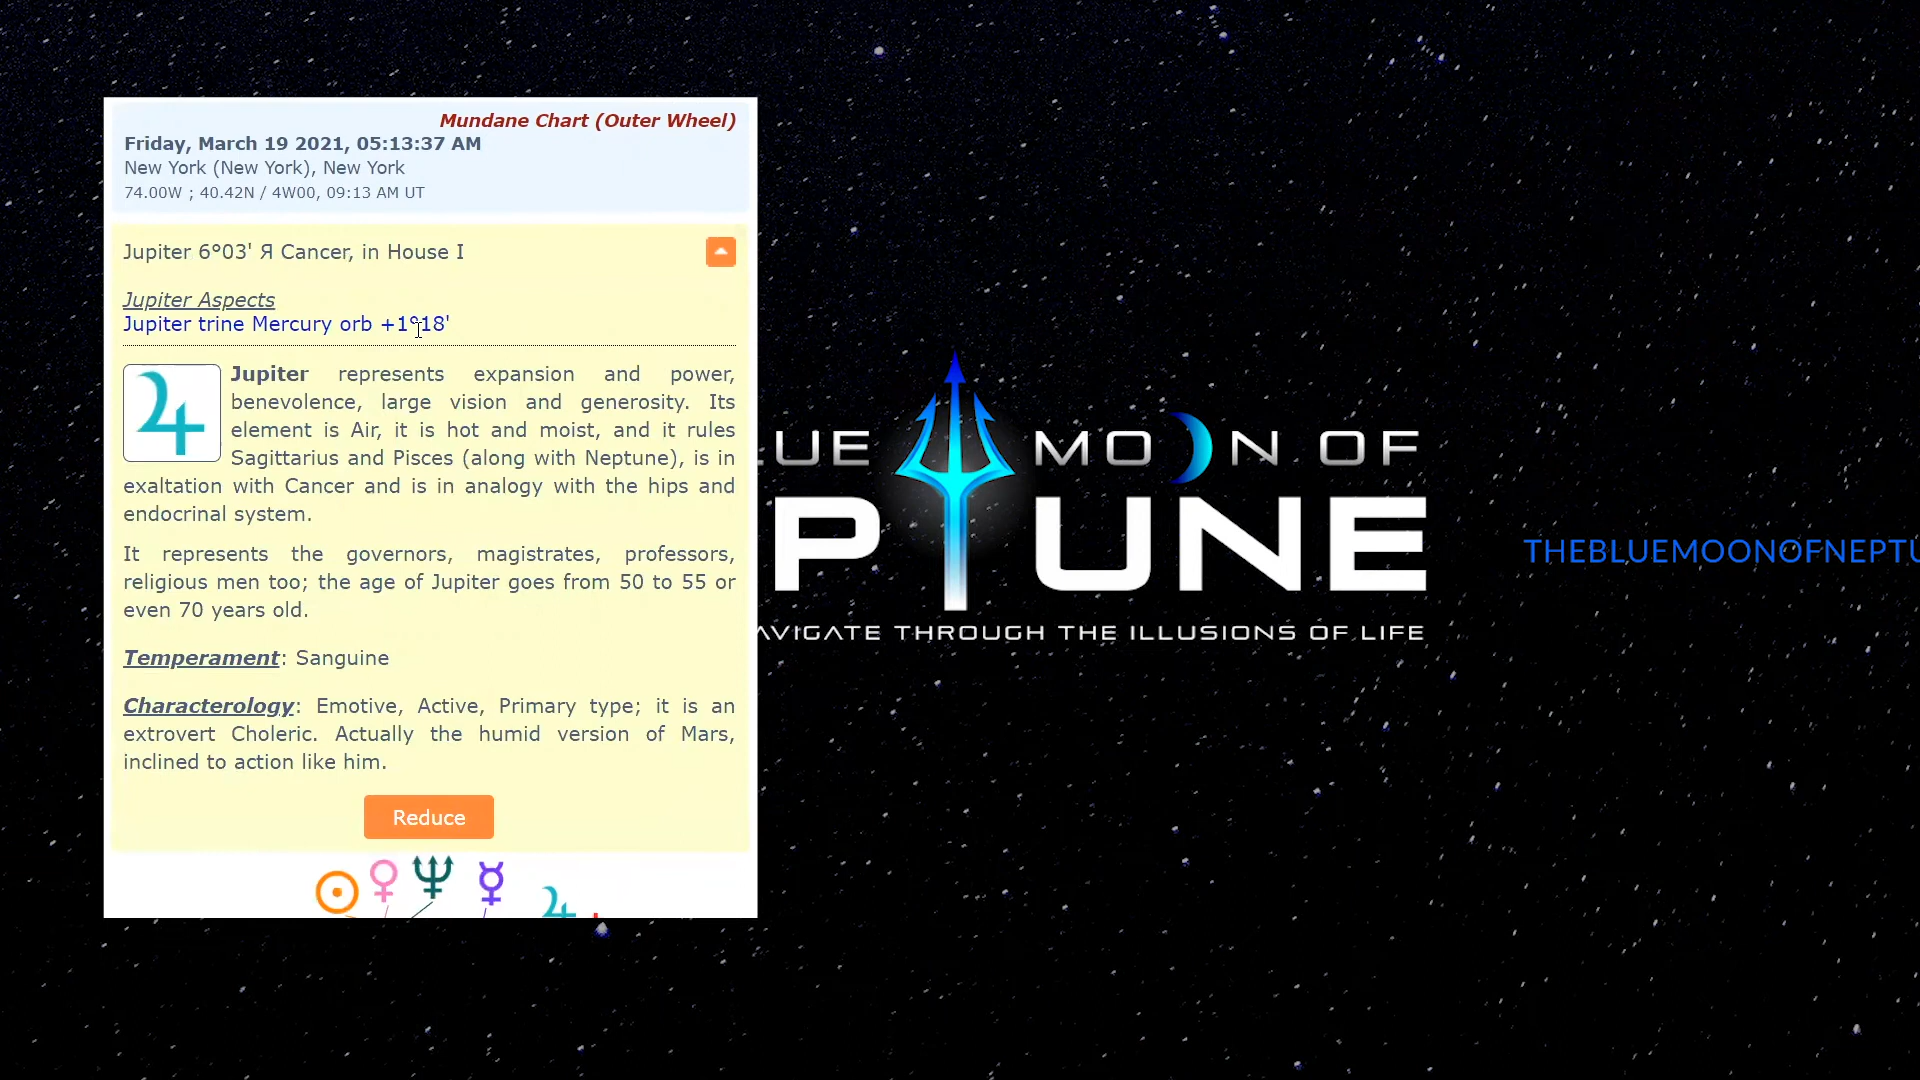 Mundane Chart (Outer Wheel)
Friday, March 19 2021, 05:13:37 AM
New York (New York), New York
74.00W ; 40.42N / 4W00, 09:13 AM UT
Jupiter 6°03' Я Cancer, in House I
Jupiter Aspects
Jupiter trine Mercury orb +1°18'
Jupiter represents expansion and power,
benevolence, large vision and generosity. Its
element is Air, it is hot and moist, and it rules
Sagittarius and Pisces (along with Neptune), is in
exaltation with Cancer and is in analogy with the hips and
endocrinal system.
It represents the governors, magistrates, professors,
religious men too; the age of Jupiter goes from 50 to 55 or
even 70 years old.
Temperament: Sanguine
Characterology: Emotive, Active, Primary type; it is an
extrovert Choleric. Actually the humid version of Mars,
inclined to action like him.
Reduce
LUE MOON OF
PTUNE
AVIGATE THROUGH THE ILLUSIONS OF LIFE
THEBLUEMOONOFNEPTU